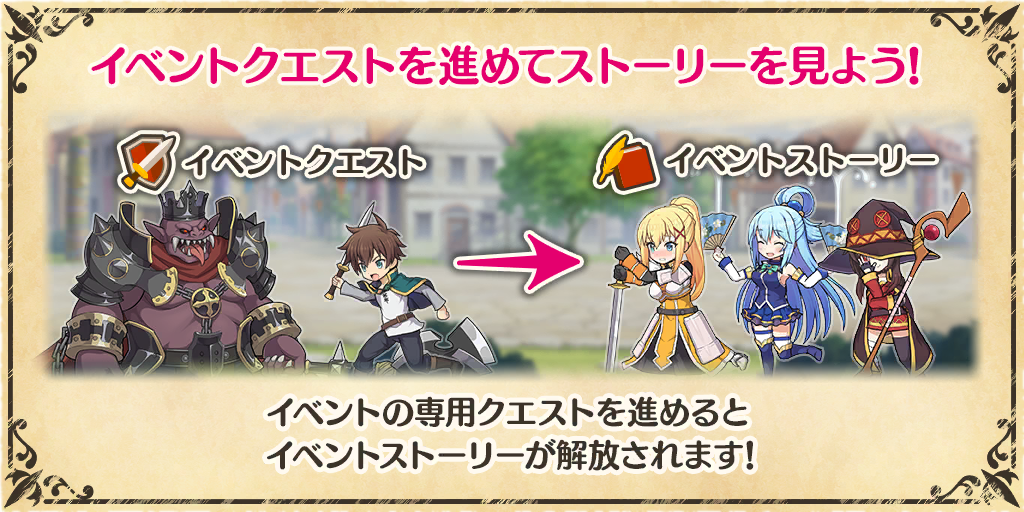 イベントクエストを進めてストーリーを見よう!
イベントクエスト
イベントストーリー
イベントの専用クエストを進めると
イベントストーリーが解放されます!